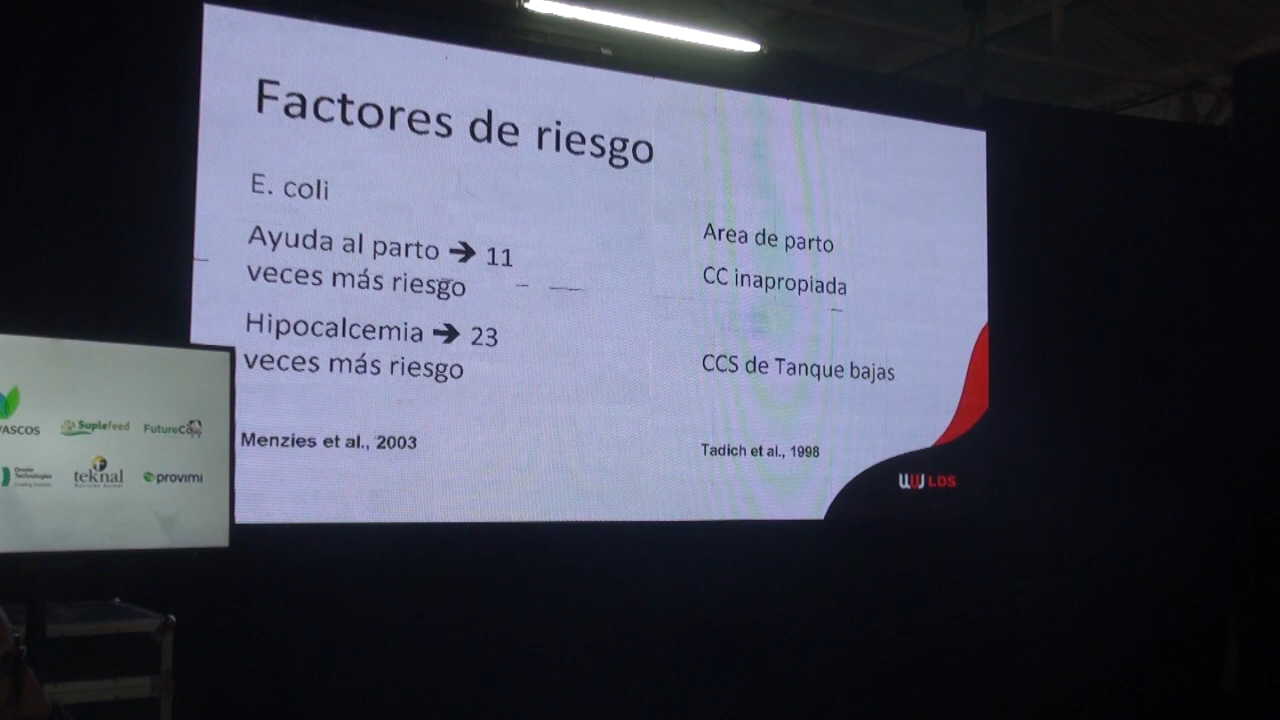 Factores de riesgo
E. coli
Ayuda al parto ➔ 11
veces más riesgo
Hipocalcemia ➔ 23
veces más riesgo
Menzies et al., 2003
Area de parto
CC inapropiada
CCS de Tanque bajas
Tadich et al., 1998
LDS
VASCOS
Suplefeed
FutureCow
Technologies
teknal
provimi